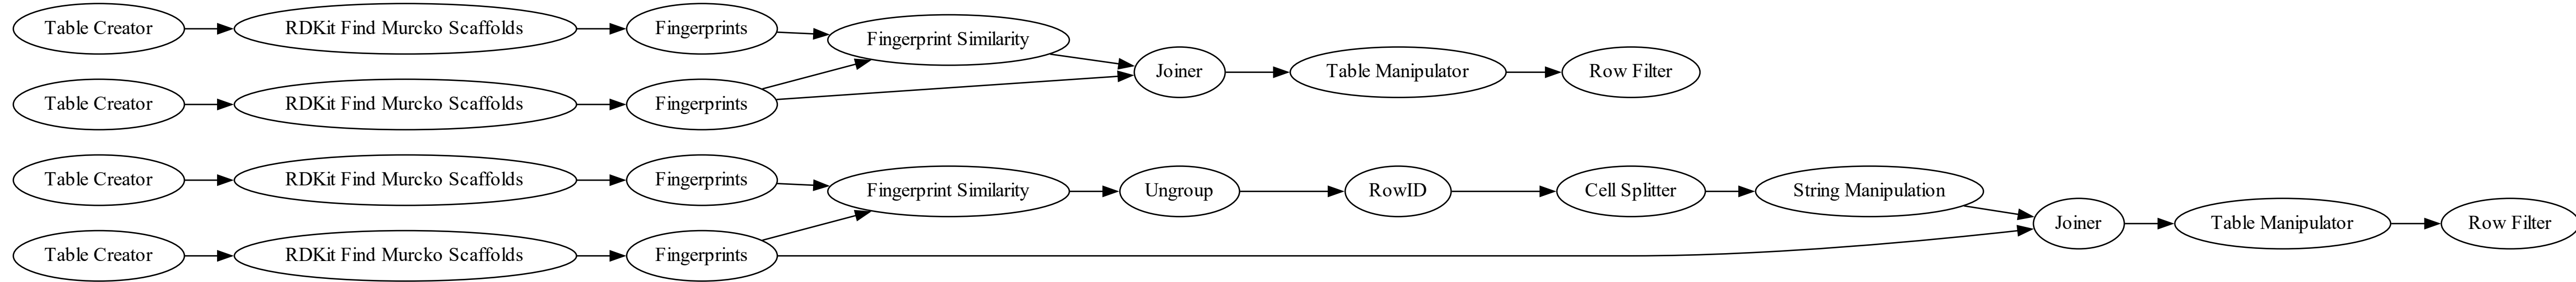 Table Creator
RDKit Find Murcko Scaffolds
Fingerprints
Fingerprint Similarity
Table Creator
RDKit Find Murcko Scaffolds
Fingerprints
Joiner
Table Manipulator
Row Filter
Table Creator
RDKit Find Murcko Scaffolds
Fingerprints
Fingerprint Similarity
Ungroup
RowID
Cell Splitter
String Manipulation
Table Creator
RDKit Find Murcko Scaffolds
Fingerprints
Joiner
Table Manipulator
Row Filter